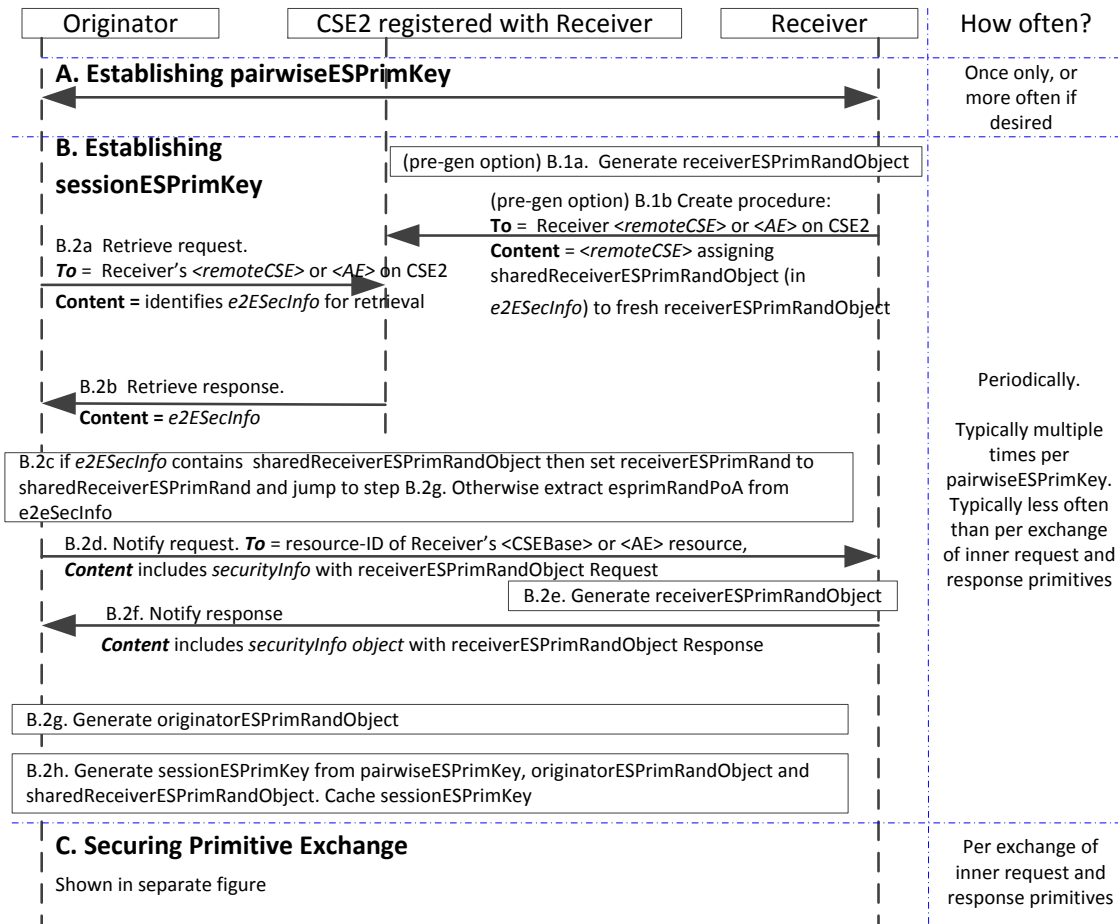 Originator
CSE2 registered with Receiver
Receiver
How often?
A. Establishing pairwiseESPrimKey
Once only, or
more often if
desired
B. Establishing
sessionESPrimKey
(pre-gen option) B.1a. Generate receiverESPrimRandObject
(pre-gen option) B.1b Create procedure:
To = Receiver <remoteCSE> or <AE> on CSE2
Content = <remoteCSE> assigning
sharedReceiverESPrimRandObject (in
e2ESecInfo) to fresh receiverESPrimRandObject
B.2a Retrieve request.
To = Receiver's <remoteCSE> or <AE> on CSE2
Content = identifies e2ESecInfo for retrieval
B.2b Retrieve response.
Content = e2ESecInfo
Periodically.
Typically multiple
times per
pairwiseESPrimKey.
Typically less often
than per exchange
of inner request and
response primitives
B.2c if e2ESecInfo contains sharedReceiverESPrimRandObject then set receiverESPrimRand to
sharedReceiverESPrimRand and jump to step B.2g. Otherwise extract esprimRandPoA from
e2eSecInfo
B.2d. Notify request. To = resource-ID of Receiver's <CSEBase> or <AE> resource,
Content includes securityInfo with receiverESPrimRandObject Request
B.2e. Generate receiverESPrimRandObject
B.2f. Notify response
Content includes securityInfo object with receiverESPrimRandObject Response
B.2g. Generate originatorESPrimRandObject
B.2h. Generate sessionESPrimKey from pairwiseESPrimKey, originatorESPrimRandObject and
sharedReceiverESPrimRandObject. Cache sessionESPrimKey
C. Securing Primitive Exchange
Shown in separate figure
Per exchange of
inner request and
response primitives